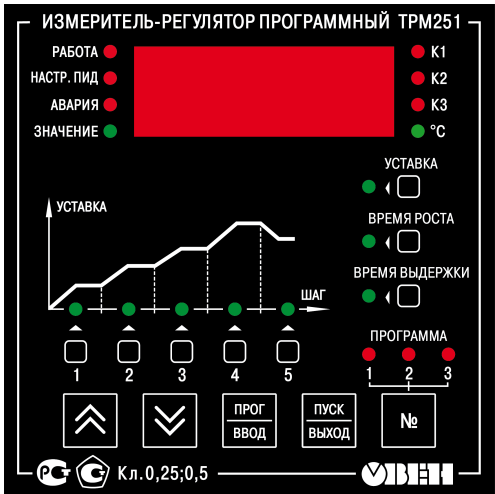 ИЗМЕРИТЕЛЬ-РЕГУЛЯТОР ПРОГРАММНЫЙ ТРМ251
РАБОТА
К1
НАСТР. ПИД
К2
АВАРИЯ
К3
ЗНАЧЕНИЕ
°С
УСТАВКА
ВРЕМЯ РОСТА
ВРЕМЯ ВЫДЕРЖКИ
УСТАВКА
ШАГ
1 2 3 4 5
ПРОГРАММА
1 2 3
ПРОГ
ВВОД
ПУСК
ВЫХОД
№
РСТ С Кл.0,25;0,5
ОВЕН